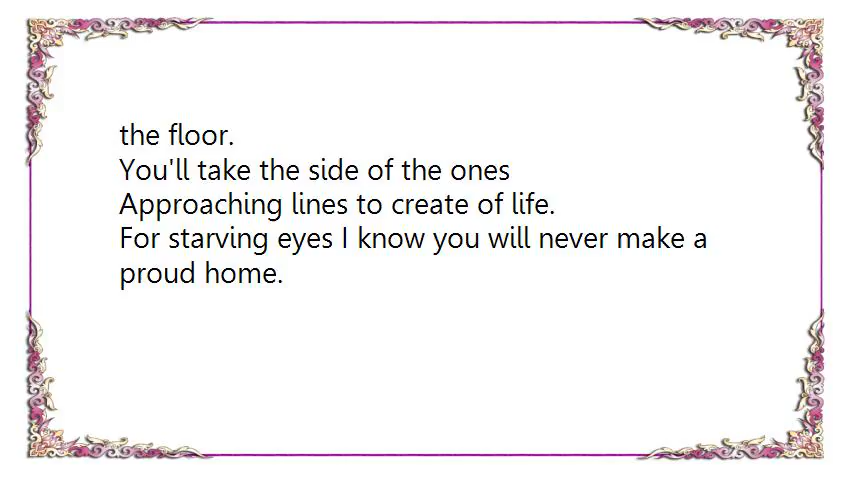 the floor.
You'll take the side of the ones
Approaching lines to create of life.
For starving eyes I know you will never make a
proud home.